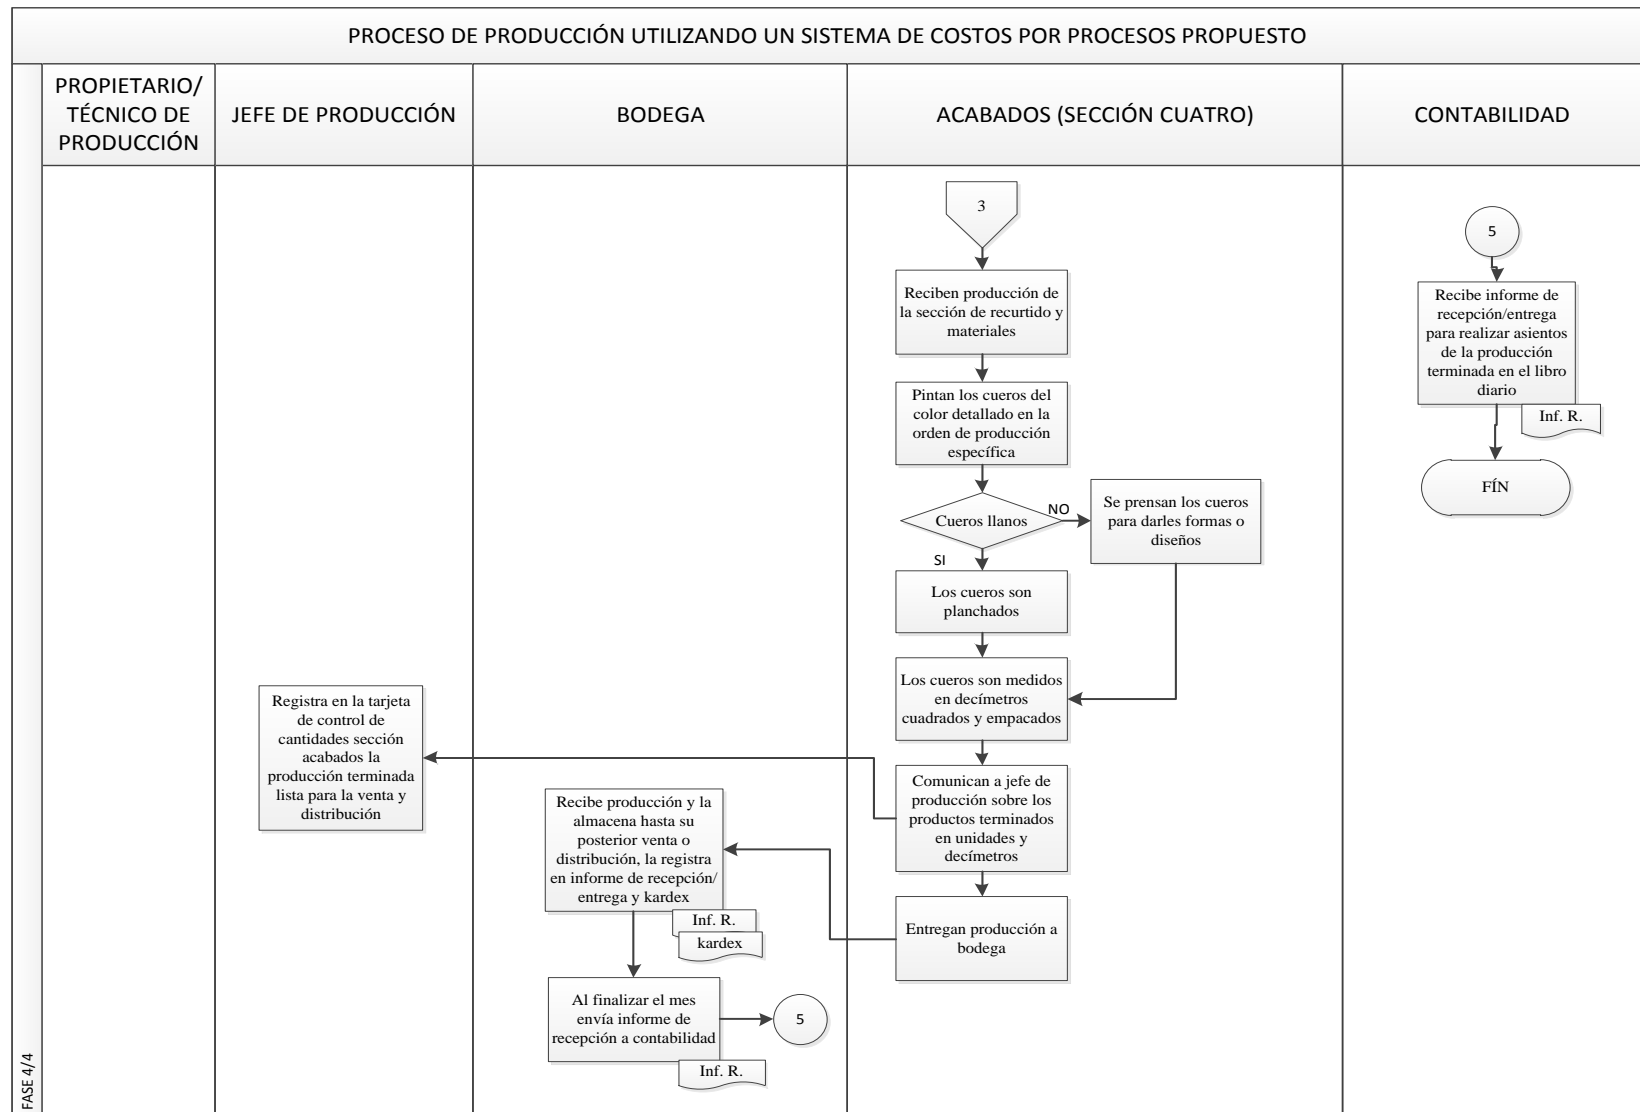 PROCESO DE PRODUCCIÓN UTILIZANDO UN SISTEMA DE COSTOS POR PROCESOS PROPUESTO
PROPIETARIO/
TÉCNICO DE
PRODUCCIÓN
JEFE DE PRODUCCIÓN
BODEGA
ACABADOS (SECCIÓN CUATRO)
CONTABILIDAD
FASE 4/4
3
Reciben producción de
la sección de recurtido y
materiales
Pintan los cueros del
color detallado en la
orden de producción
específica
Cueros llanos
NO
Se prensan los cueros
para darles formas o
diseños
SI
Los cueros son
planchados
Los cueros son medidos
en decímetros
cuadrados y empacados
Comunican a jefe de
producción sobre los
productos terminados
en unidades y
decímetros
Entregan producción a
bodega
Registra en la tarjeta
de control de
cantidades sección
acabados la
producción terminada
lista para la venta y
distribución
Recibe producción y la
almacena hasta su
posterior venta o
distribución, la registra
en informe de recepción/
entrega y kardex
Inf. R.
kardex
Al finalizar el mes
envía informe de
recepción a contabilidad
Inf. R.
5
5
Recibe informe de
recepción/entrega
para realizar asientos
de la producción
terminada en el libro
diario
Inf. R.
FÍN